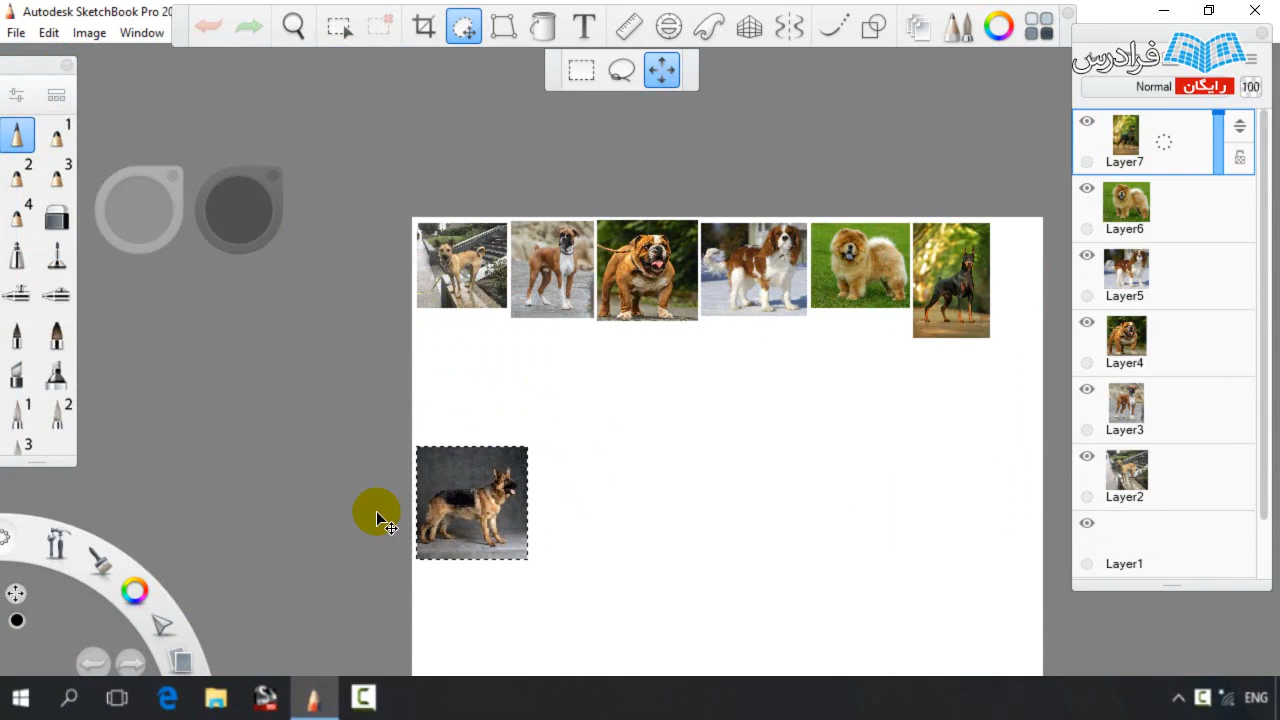 Autodesk SketchBook Pro 20
File Edit Image Window
T
فرادرس
رایگان
Normal
100
1
2
3
4
1
2
3
Layer7
Layer6
Layer5
Layer4
Layer3
Layer2
Layer1
ENG